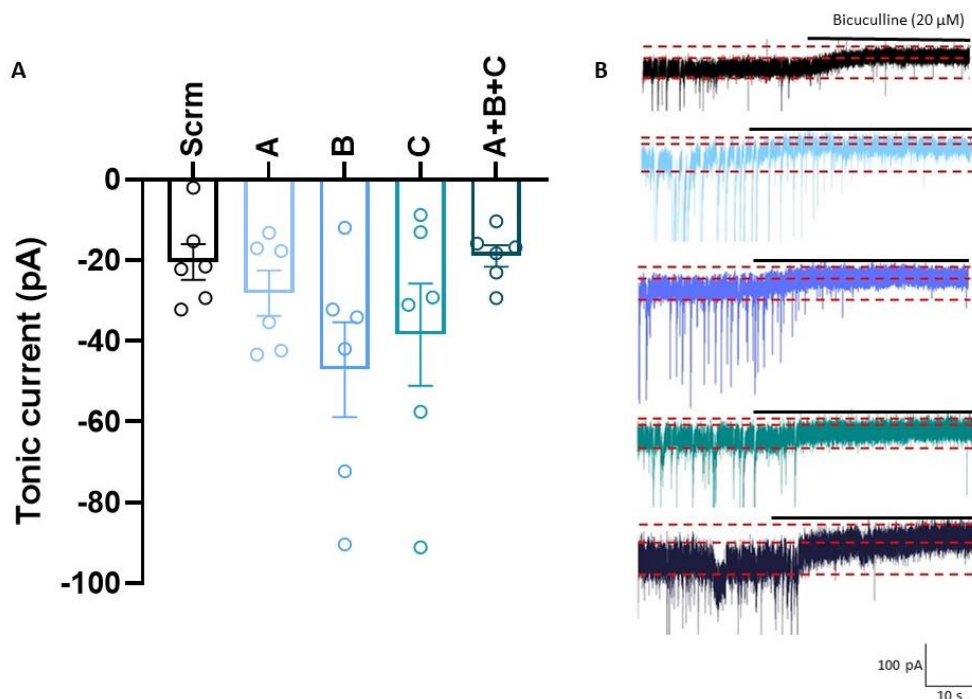 A
Scrm
A
B
C
A+B+C
Tonic current (pA)
0
-20
-40
-60
-80
-100
B
Bicuculline (20 µM)
100 pA
10 s